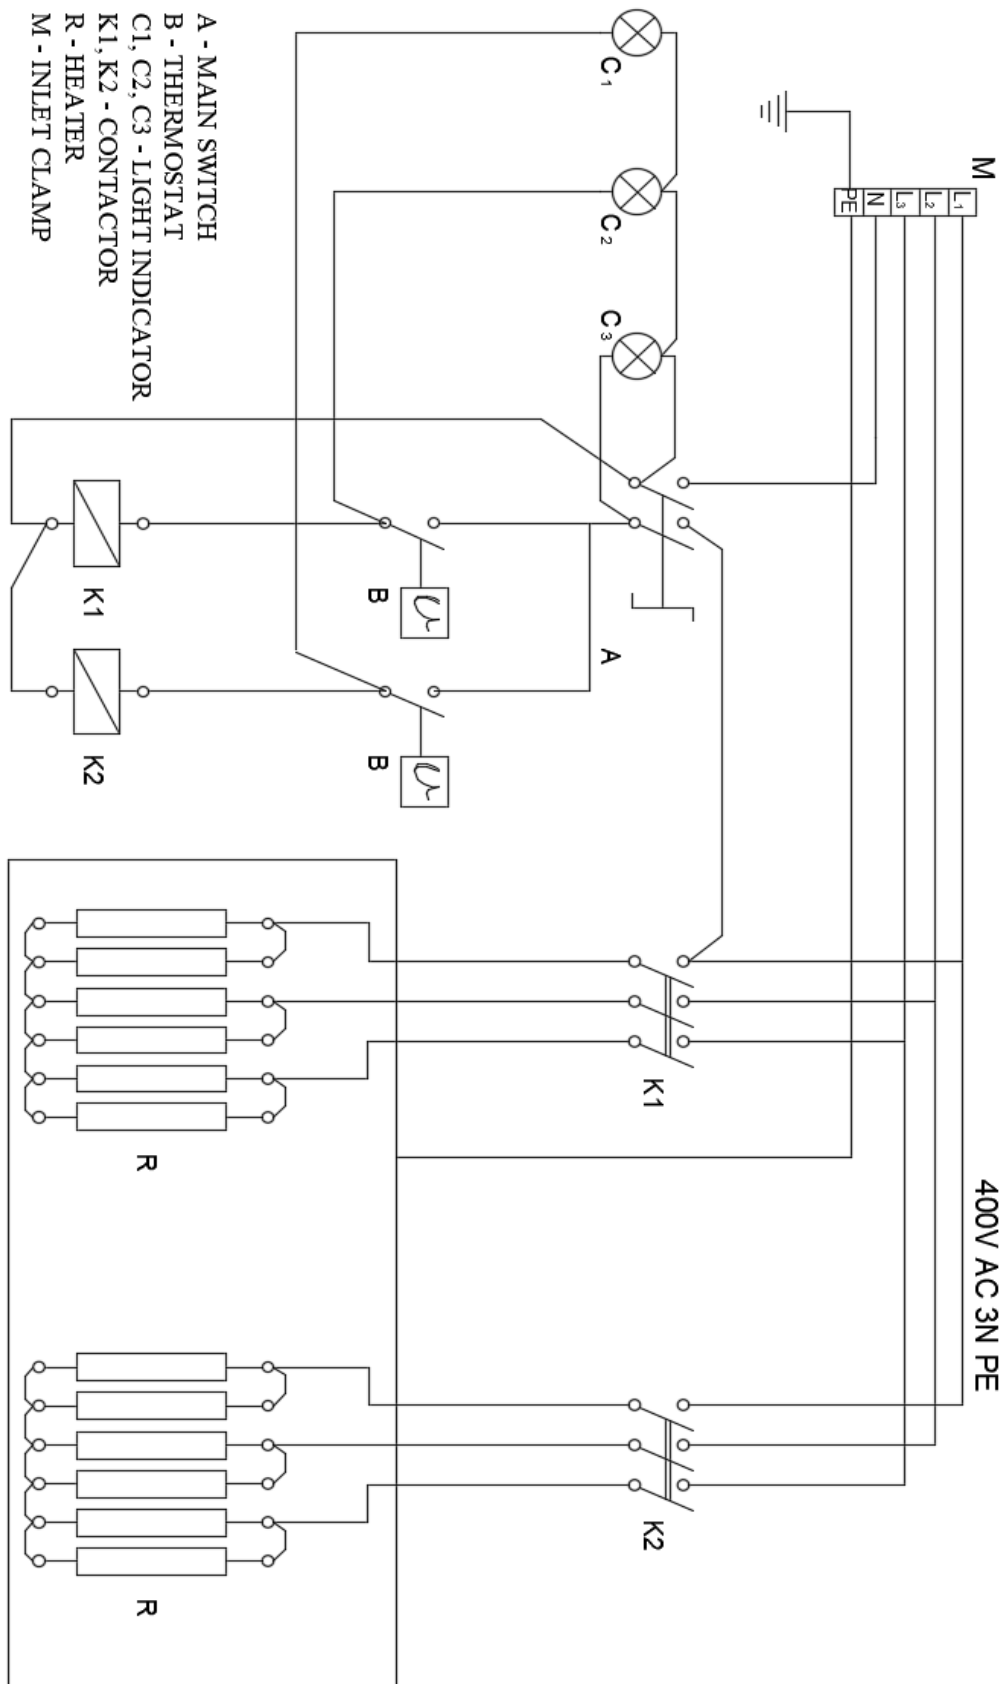 400V AC 3N PE
M
L1
L2
L3
N
PE
C1
C2
C3
A
B
B
K1
K2
K1
K2
R
R
A - MAIN SWITCH
B - THERMOSTAT
C1, C2, C3 - LIGHT INDICATOR
K1, K2 - CONTACTOR
R - HEATER
M - INLET CLAMP